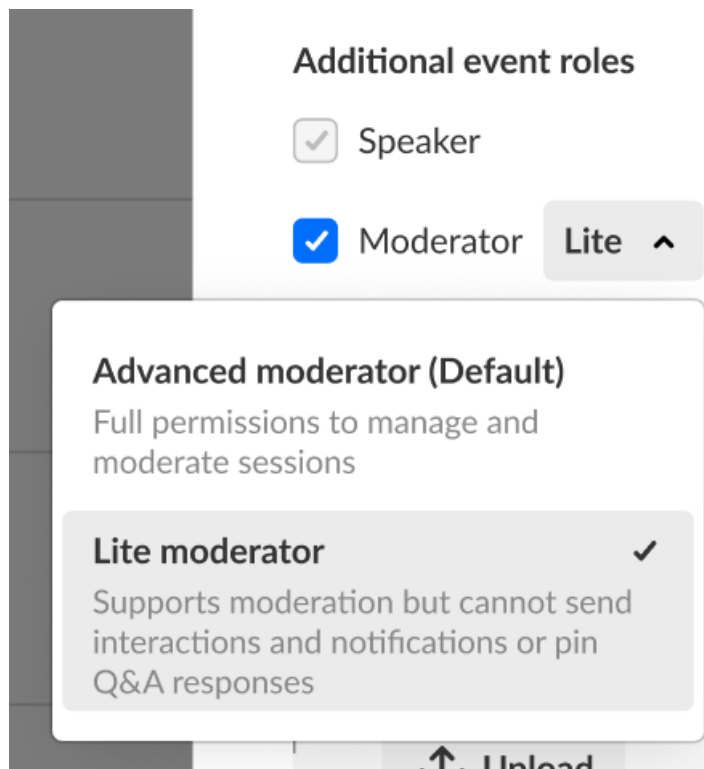 Additional event roles
Speaker
Moderator Lite
Advanced moderator (Default)
Full permissions to manage and
moderate sessions
Lite moderator
Supports moderation but cannot send
interactions and notifications or pin
Q&A responses
Upload